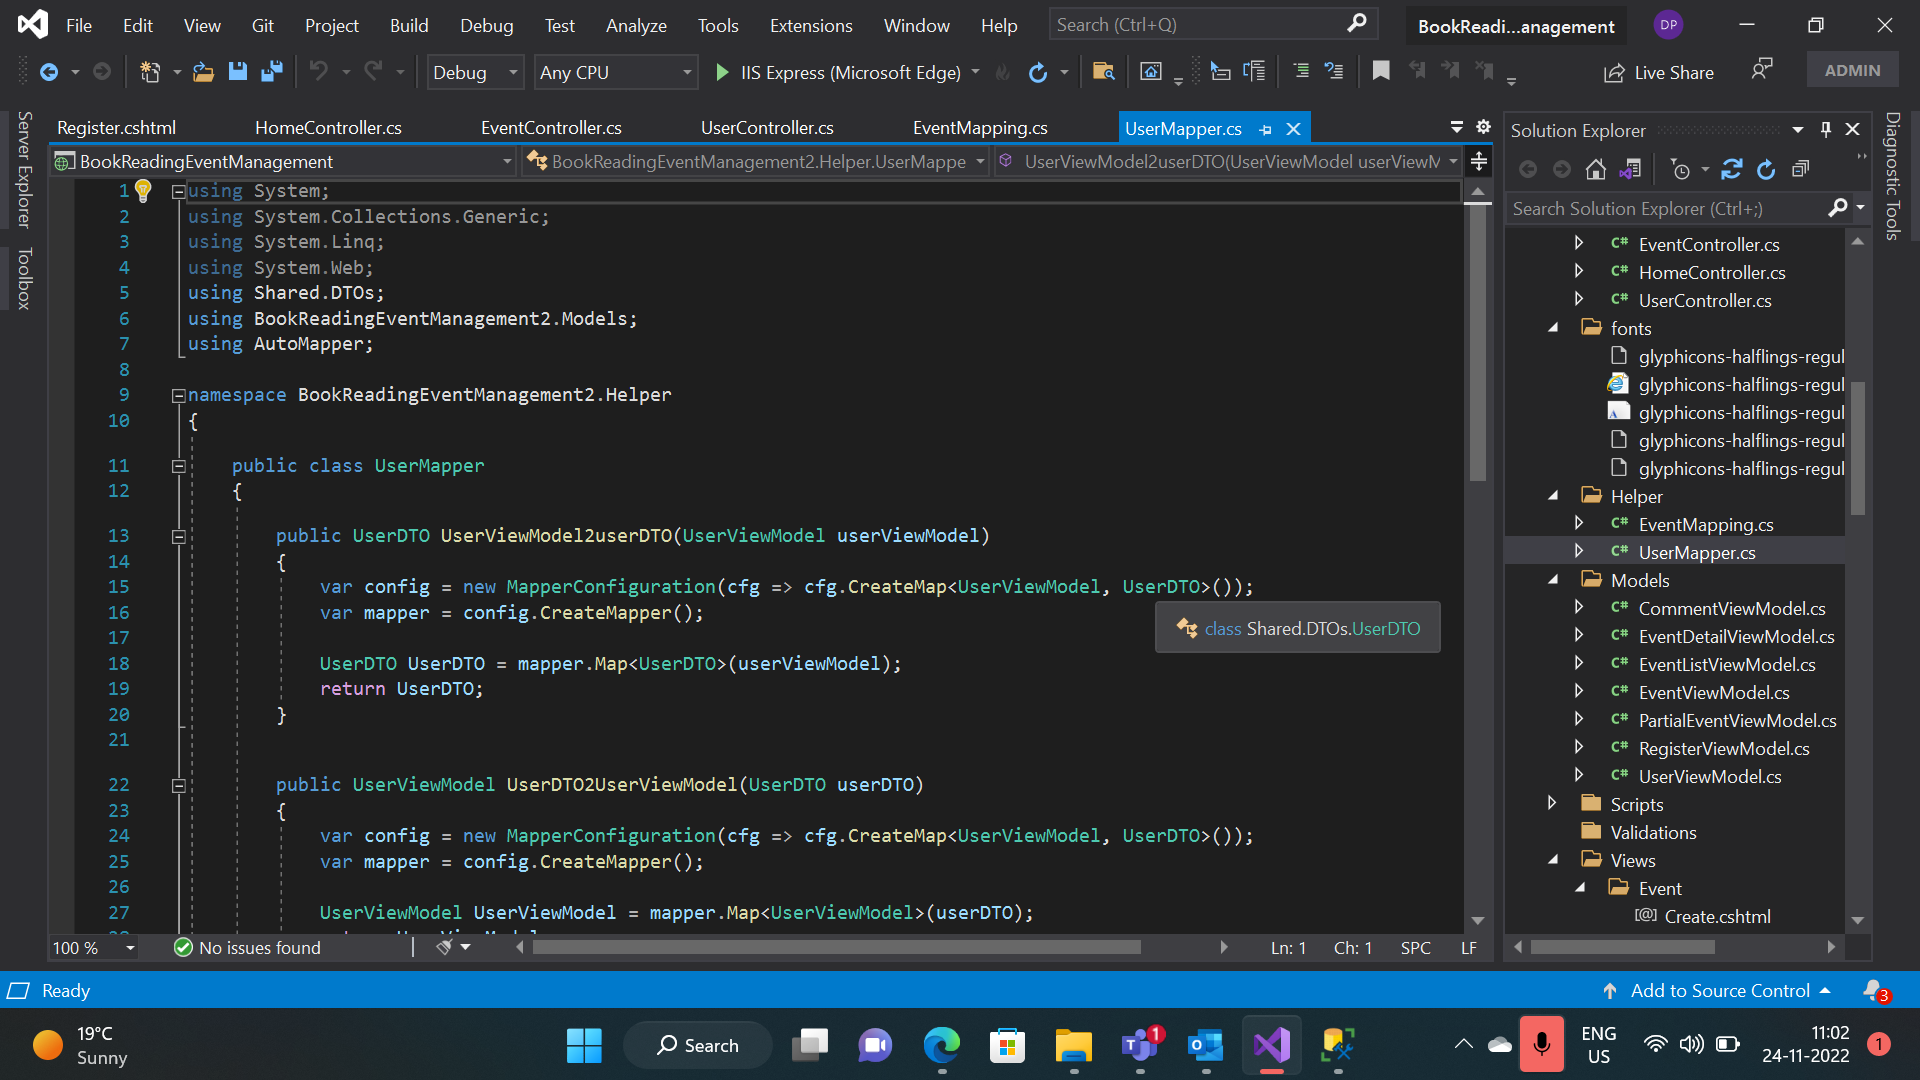 File Edit View Git Project Build Debug Test Analyze Tools Extensions Window Help Search (Ctrl+Q) BookReadi...anagement DP
Debug Any CPU IIS Express (Microsoft Edge) Live Share ADMIN
Server Explorer
Toolbox
Register.cshtml HomeController.cs EventController.cs UserController.cs EventMapping.cs UserMapper.cs
BookReadingEventManagement BookReadingEventManagement2.Helper.UserMappe UserViewModel2userDTO(UserViewModel userViewM
1 using System;
2 using System.Collections.Generic;
3 using System.Linq;
4 using System.Web;
5 using Shared.DTOs;
6 using BookReadingEventManagement2.Models;
7 using AutoMapper;
8
9 namespace BookReadingEventManagement2.Helper
10 {
11 public class UserMapper
12 {
13 public UserDTO UserViewModel2userDTO(UserViewModel userViewModel)
14 {
15 var config = new MapperConfiguration(cfg => cfg.CreateMap<UserViewModel, UserDTO>());
16 var mapper = config.CreateMapper();
class Shared.DTOs.UserDTO
17
18 UserDTO UserDTO = mapper.Map<UserDTO>(userViewModel);
19 return UserDTO;
20 }
21
22 public UserViewModel UserDTO2UserViewModel(UserDTO userDTO)
23 {
24 var config = new MapperConfiguration(cfg => cfg.CreateMap<UserViewModel, UserDTO>());
25 var mapper = config.CreateMapper();
26
27 UserViewModel UserViewModel = mapper.Map<UserViewModel>(userDTO);
100 % No issues found Ln: 1 Ch: 1 SPC LF
Solution Explorer
Search Solution Explorer (Ctrl+;)
C# EventController.cs
C# HomeController.cs
C# UserController.cs
fonts
glyphicons-halflings-regul
glyphicons-halflings-regul
glyphicons-halflings-regul
glyphicons-halflings-regul
glyphicons-halflings-regul
Helper
C# EventMapping.cs
C# UserMapper.cs
Models
C# CommentViewModel.cs
C# EventDetailViewModel.cs
C# EventListViewModel.cs
C# EventViewModel.cs
C# PartialEventViewModel.cs
C# RegisterViewModel.cs
C# UserViewModel.cs
Scripts
Validations
Views
Event
[@] Create.cshtml
Diagnostic Tools
Ready Add to Source Control 3
19°C
Sunny
Search
1
ENG
US
11:02
24-11-2022
1